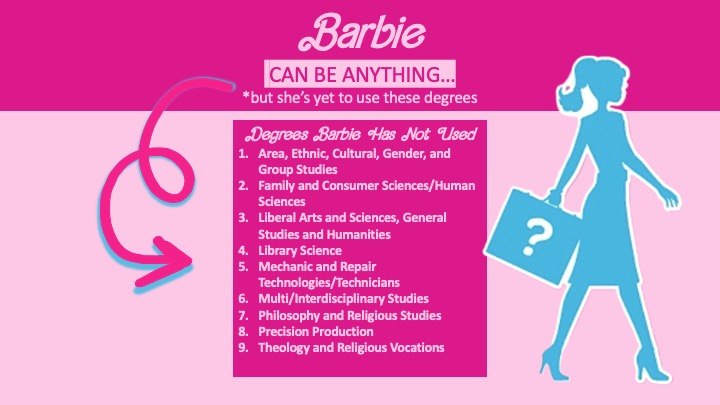 Barbie
CAN BE ANYTHING...
*but she's yet to use these degrees
Degrees Barbie Has Not Used
1. Area, Ethnic, Cultural, Gender, and
Group Studies
2. Family and Consumer Sciences/Human
Sciences
3. Liberal Arts and Sciences, General
Studies and Humanities
4. Library Science
5. Mechanic and Repair
Technologies/Technicians
6. Multi/Interdisciplinary Studies
7. Philosophy and Religious Studies
8. Precision Production
9. Theology and Religious Vocations
?